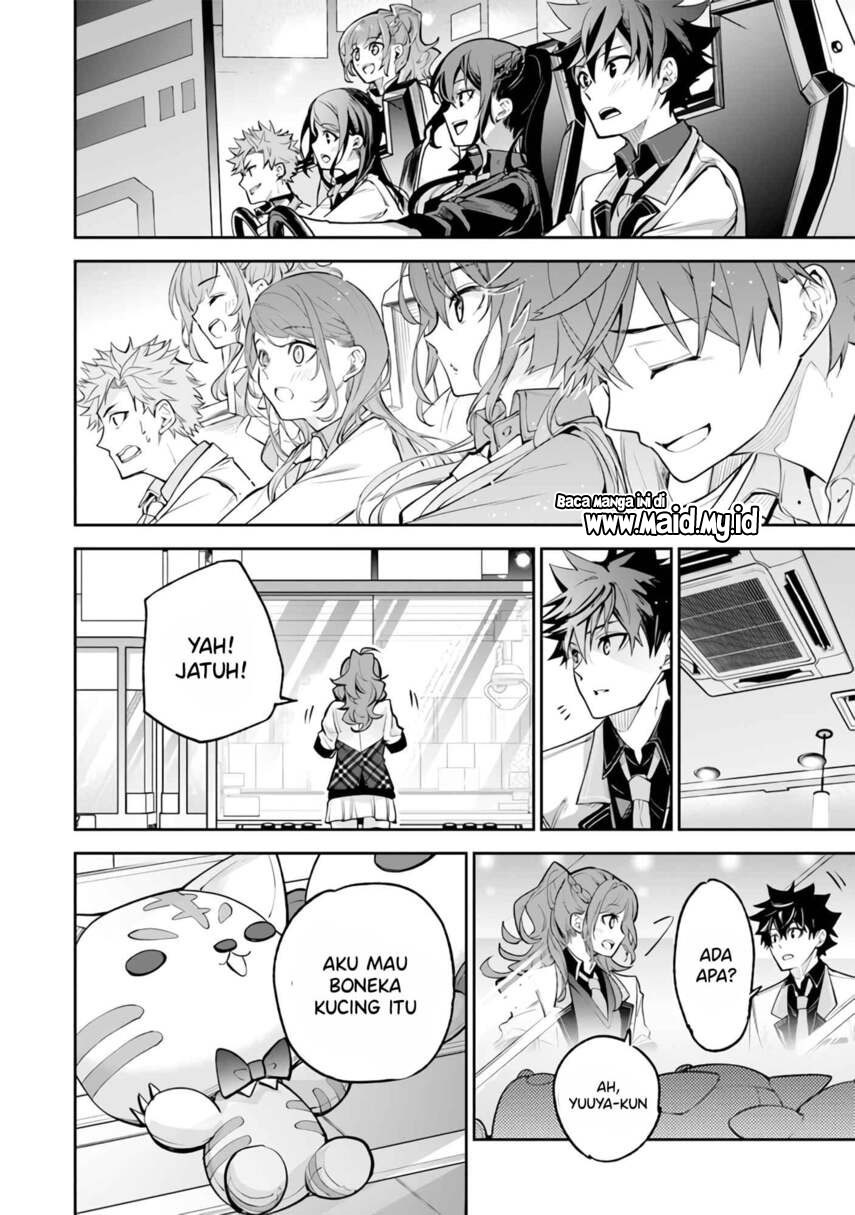 Baca Manga ini di
www.Maid.my.id
YAH!
JATUH!
ADA
APA?
AH,
YUUYA-KUN
AKU MAU
BONEKA
KUCING ITU